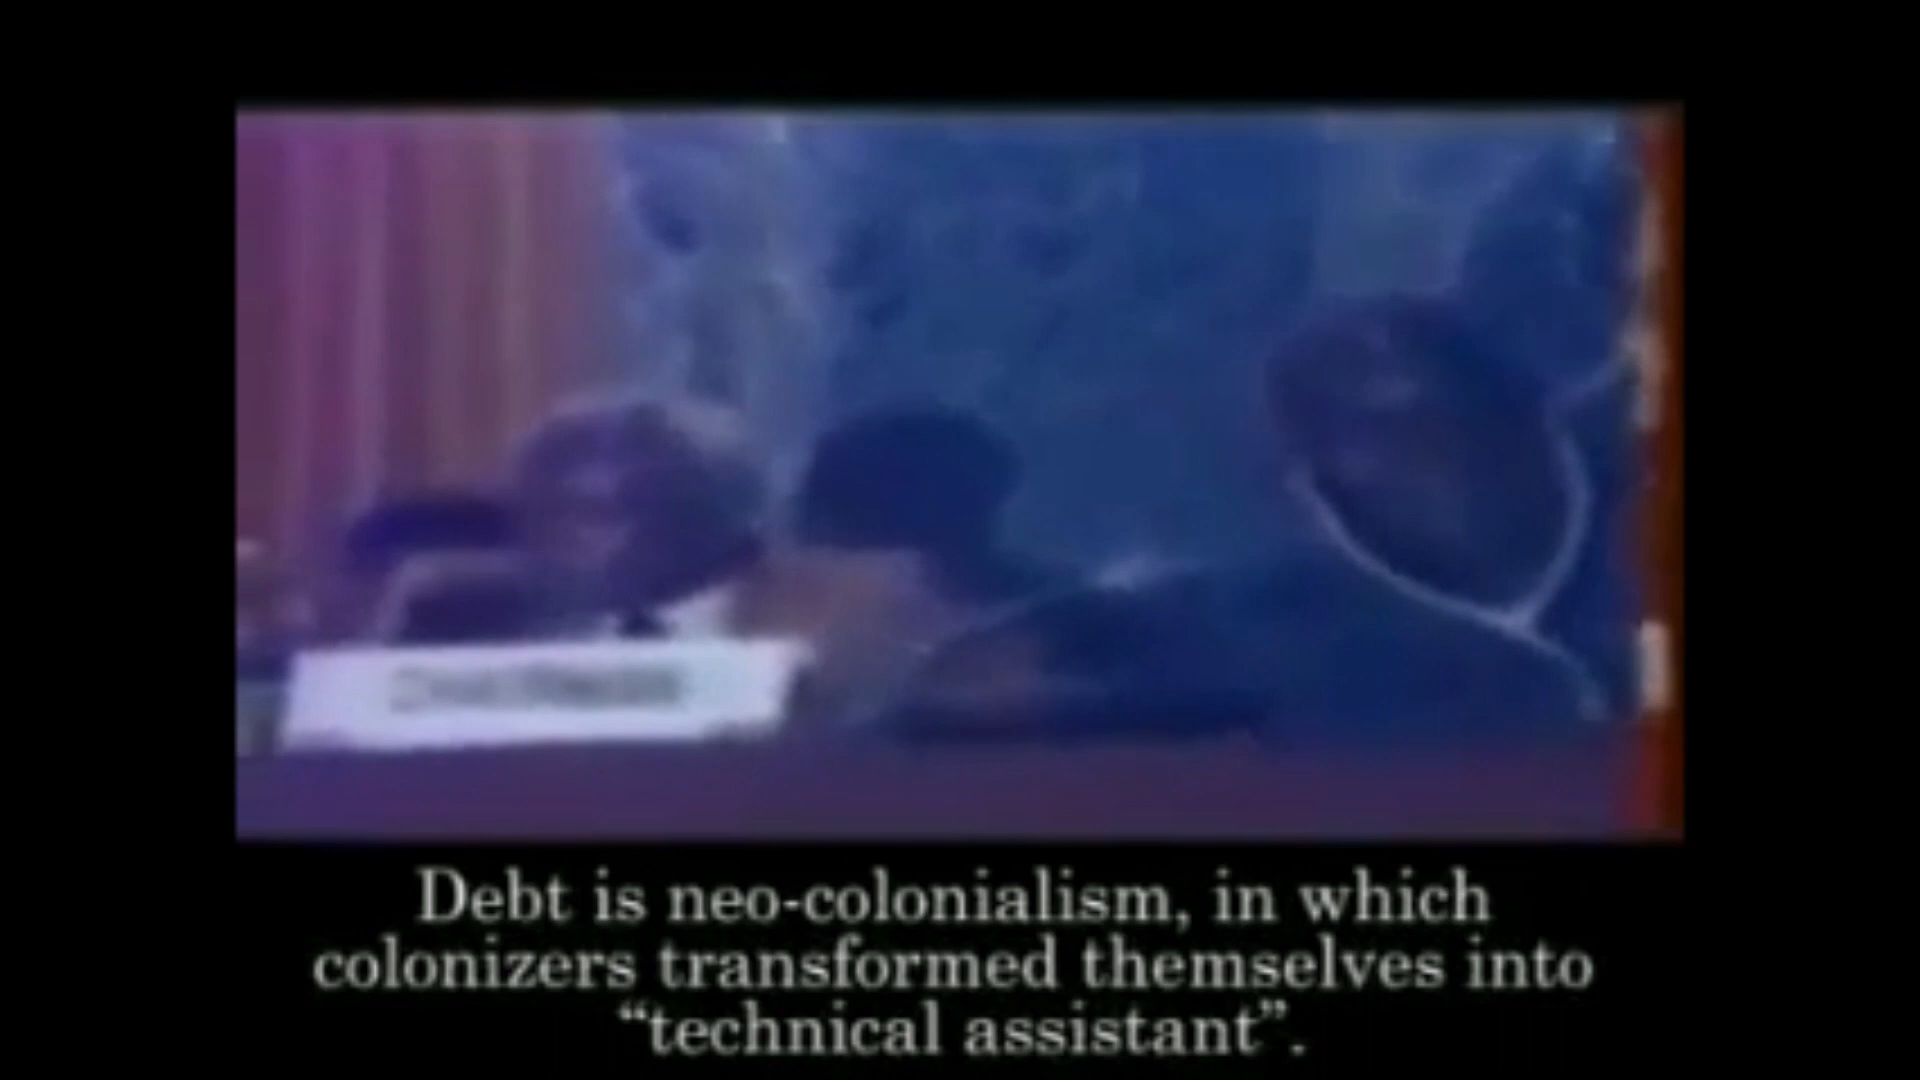 Debt is neo-colonialism, in which
colonizers transformed themselves into
“technical assistant”.